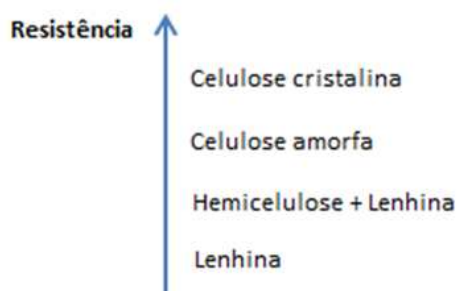 Resistência
Celulose cristalina
Celulose amorfa
Hemicelulose + Lenhina
Lenhina